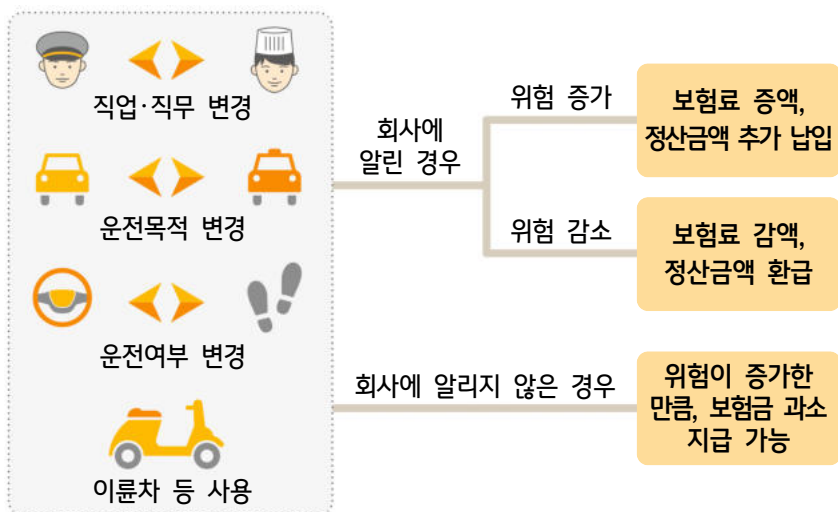 직업·직무 변경
운전목적 변경
운전여부 변경
이륜차 등 사용
회사에
알린 경우
위험 증가
보험료 증액,
정산금액 추가 납입
위험 감소
보험료 감액,
정산금액 환급
회사에 알리지 않은 경우
위험이 증가한
만큼, 보험금 과소
지급 가능